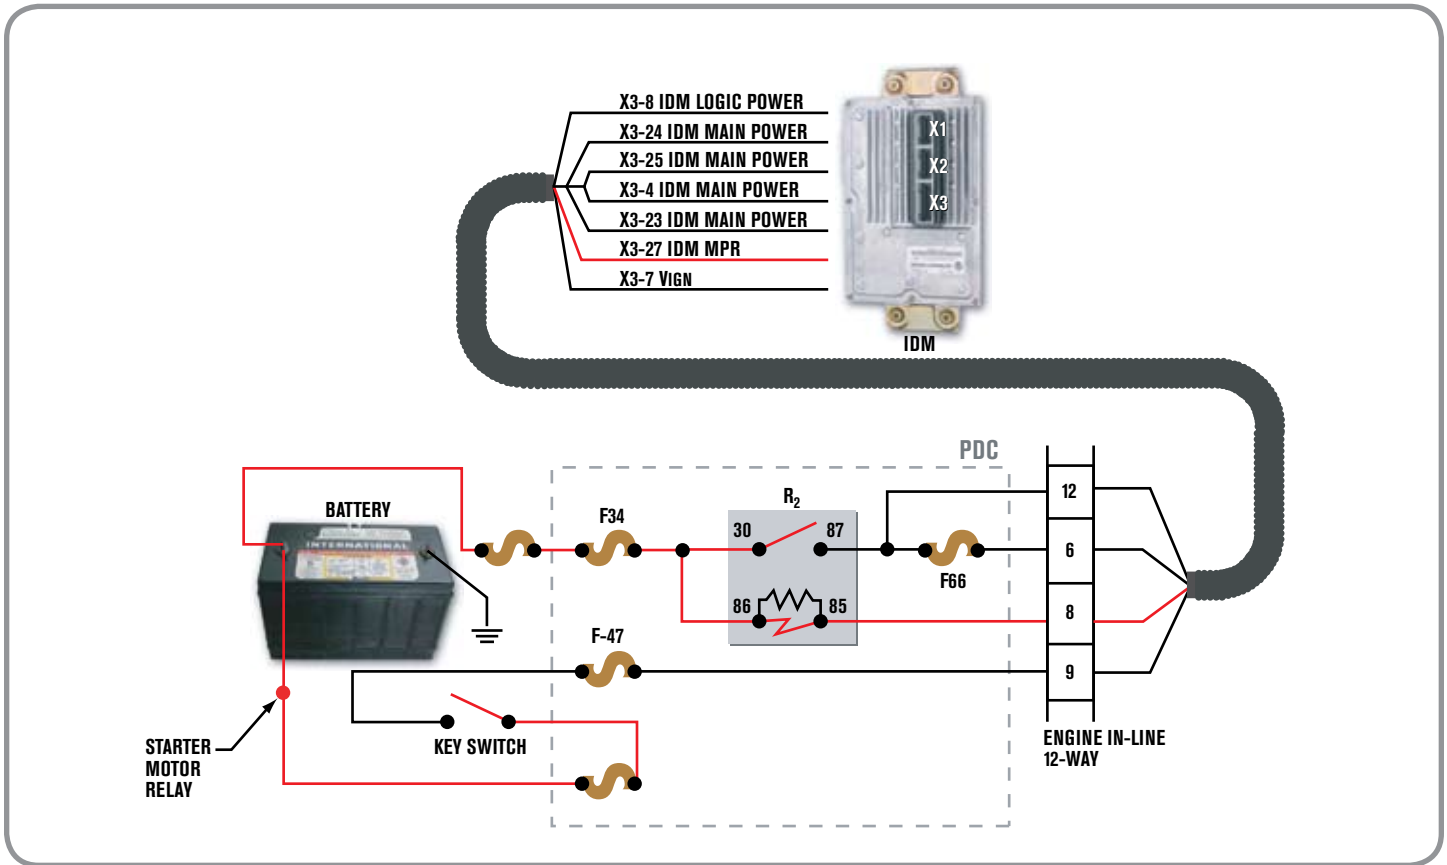 X3-8 IDM LOGIC POWER
X3-24 IDM MAIN POWER
X3-25 IDM MAIN POWER
X3-4 IDM MAIN POWER
X3-23 IDM MAIN POWER
X3-27 IDM MPR
X3-7 VIGN
X1
X2
X3
IDM
PDC
BATTERY
INTERNATIONAL
F34
R2
30
87
12
6
F66
86
85
8
F-47
9
KEY SWITCH
STARTER
MOTOR
RELAY
ENGINE IN-LINE
12-WAY